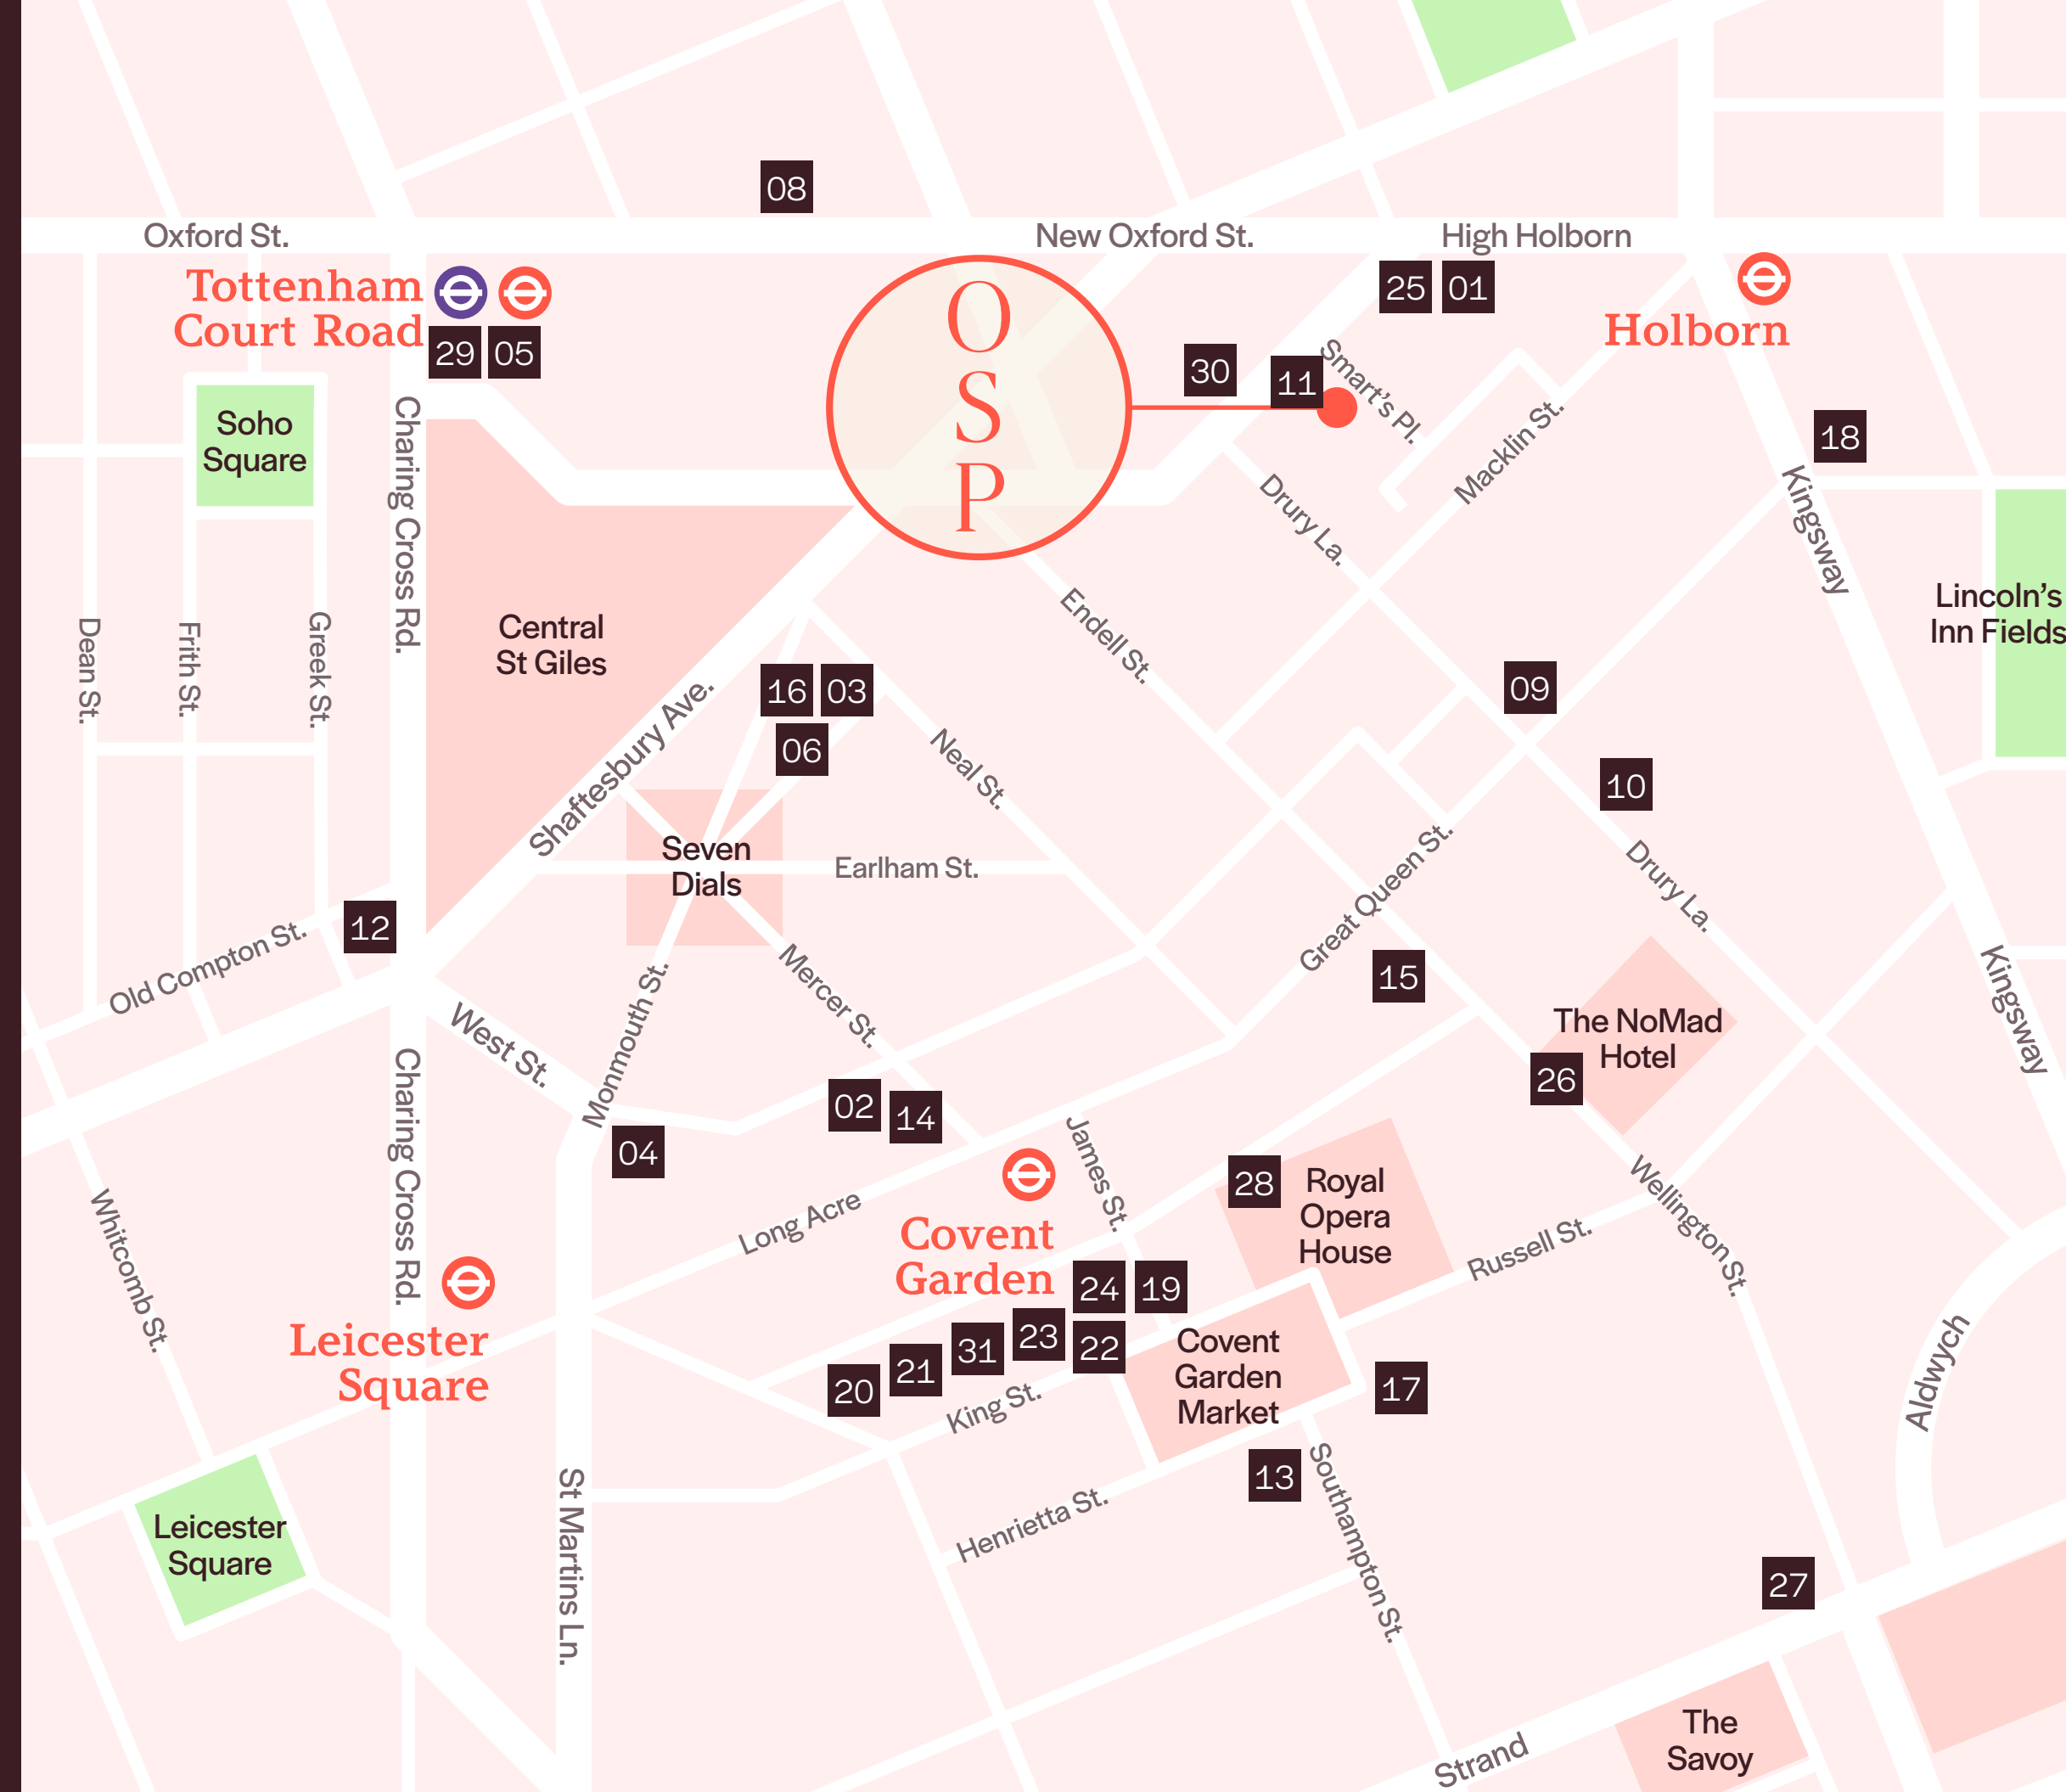 08
Oxford St.
New Oxford St.
High Holborn
Tottenham
Court Road
29
05
O
S
P
25
01
Holborn
30
11
Smart's Pl.
Soho
Square
Charing Cross Rd.
Macklin St.
18
Kingsway
Drury La.
Dean St.
Frith St.
Greek St.
Central
St Giles
Endell St.
Lincoln's
Inn Fields
16
03
06
09
Shaftesbury Ave.
Neal St.
10
Seven
Dials
Earlham St.
Great Queen St.
Drury La.
12
Old Compton St.
15
Mercer St.
Monmouth St.
West St.
Kingsway
The NoMad
Hotel
26
Charing Cross Rd.
02
14
04
James St.
28
Royal
Opera
House
Whitcomb St.
Long Acre
Covent
Garden
Russell St.
Wellington St.
24
19
Leicester
Square
20
21
31
23
22
King St.
Covent
Garden
Market
17
Aldwych
13
Leicester
Square
St Martins Ln.
Henrietta St.
Southampton St.
27
The
Savoy
Strand